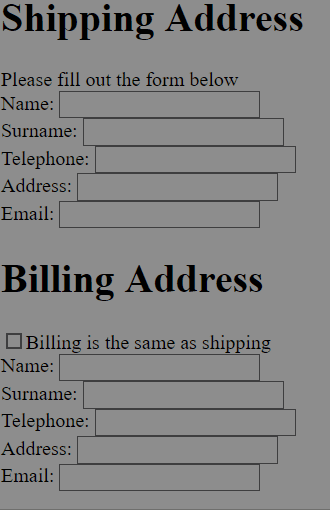 Shipping Address
Please fill out the form below
Name:
Surname:
Telephone:
Address:
Email:
Billing Address
Billing is the same as shipping
Name:
Surname:
Telephone:
Address:
Email: